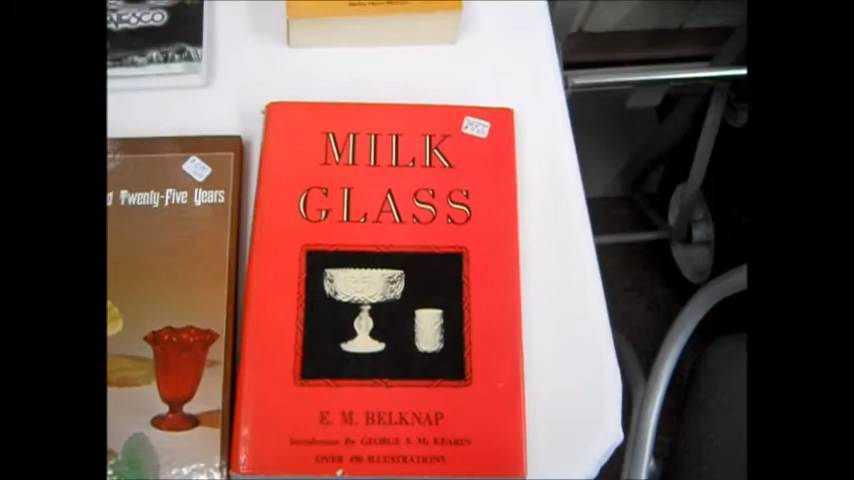 MILK
GLASS
E. M. BELKNAP
Introduction by GEORGE S. McKEARIN
OVER 450 ILLUSTRATIONS
Twenty-Five Years